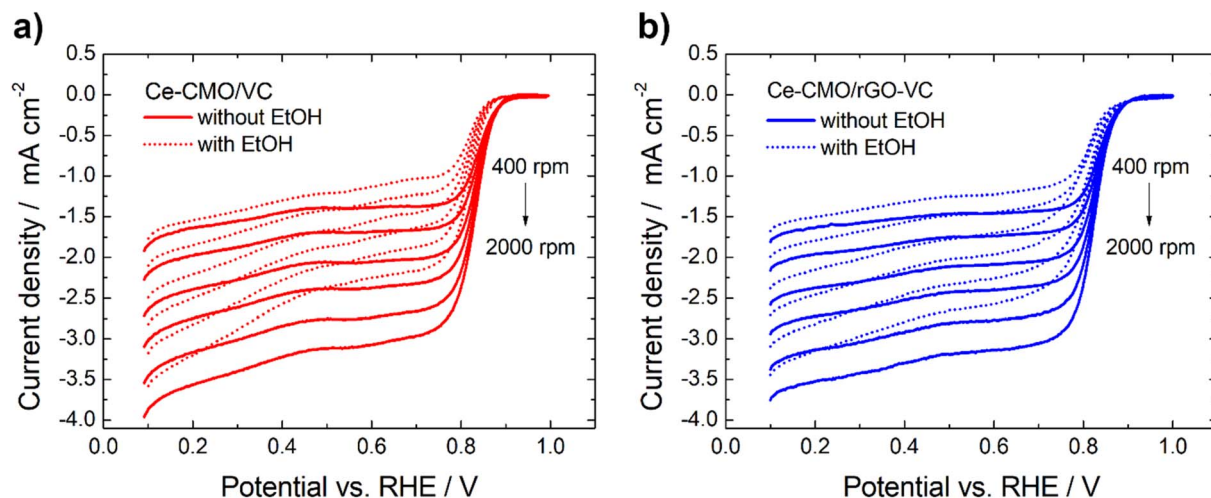 a)
0.5
0.0
-0.5
-1.0
-1.5
-2.0
-2.5
-3.0
-3.5
-4.0
Current density / mA cm⁻²
Ce-CMO/VC
without EtOH
with EtOH
400 rpm
2000 rpm
0.0 0.2 0.4 0.6 0.8 1.0
Potential vs. RHE / V
b)
0.5
0.0
-0.5
-1.0
-1.5
-2.0
-2.5
-3.0
-3.5
-4.0
Current density / mA cm⁻²
Ce-CMO/rGO-VC
without EtOH
with EtOH
400 rpm
2000 rpm
0.0 0.2 0.4 0.6 0.8 1.0
Potential vs. RHE / V